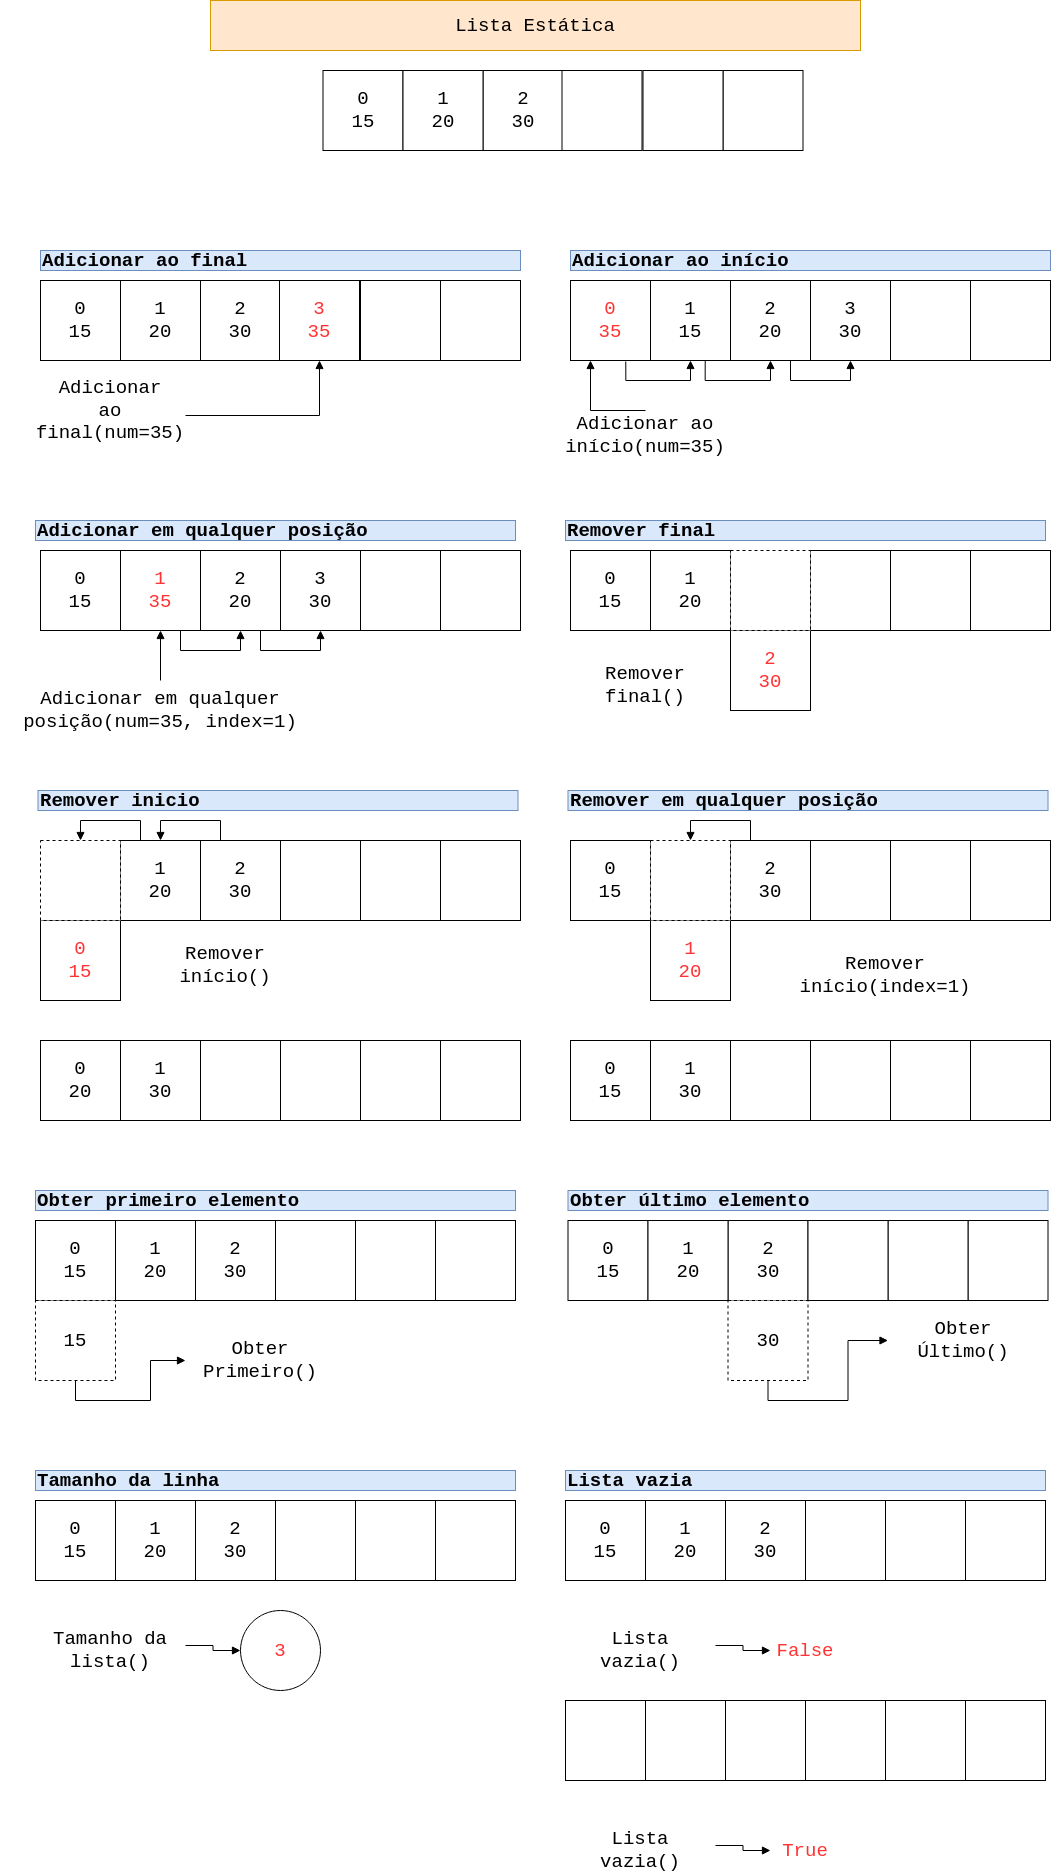 Lista Estática
0 1 2
15 20 30
Adicionar ao final
0 1 2 3
15 20 30 35
Adicionar
ao
final(num=35)
Adicionar ao início
0 1 2 3
35 15 20 30
Adicionar ao
início(num=35)
Adicionar em qualquer posição
0 1 2 3
15 35 20 30
Adicionar em qualquer
posição(num=35, index=1)
Remover final
0 1
15 20
2
30
Remover
final()
Remover inicio
1 2
20 30
0
15
Remover
início()
0 1
20 30
Remover em qualquer posição
0 2
15 30
1
20
Remover
início(index=1)
0 1
15 30
Obter primeiro elemento
0 1 2
15 20 30
15
Obter
Primeiro()
Obter último elemento
0 1 2
15 20 30
30
Obter
Último()
Tamanho da linha
0 1 2
15 20 30
Tamanho da
lista()
3
Lista vazia
0 1 2
15 20 30
Lista
vazia()
False
Lista
vazia()
True